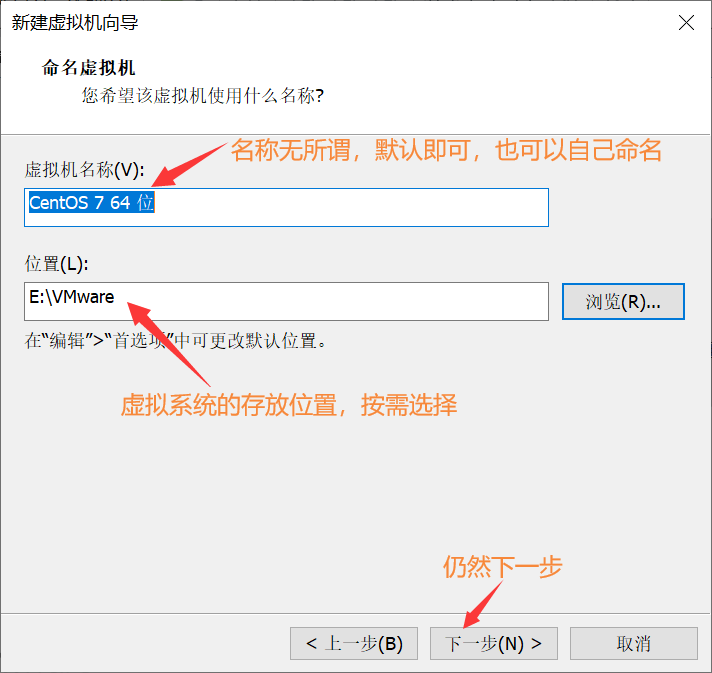 新建虚拟机向导
命名虚拟机
您希望该虚拟机使用什么名称?
名称无所谓，默认即可，也可以自己命名
虚拟机名称(V):
CentOS 7 64 位
位置(L):
E:\VMware
浏览(R)...
在“编辑”>“首选项”中可更改默认位置。
虚拟系统的存放位置，按需选择
仍然下一步
< 上一步(B)
下一步(N) >
取消